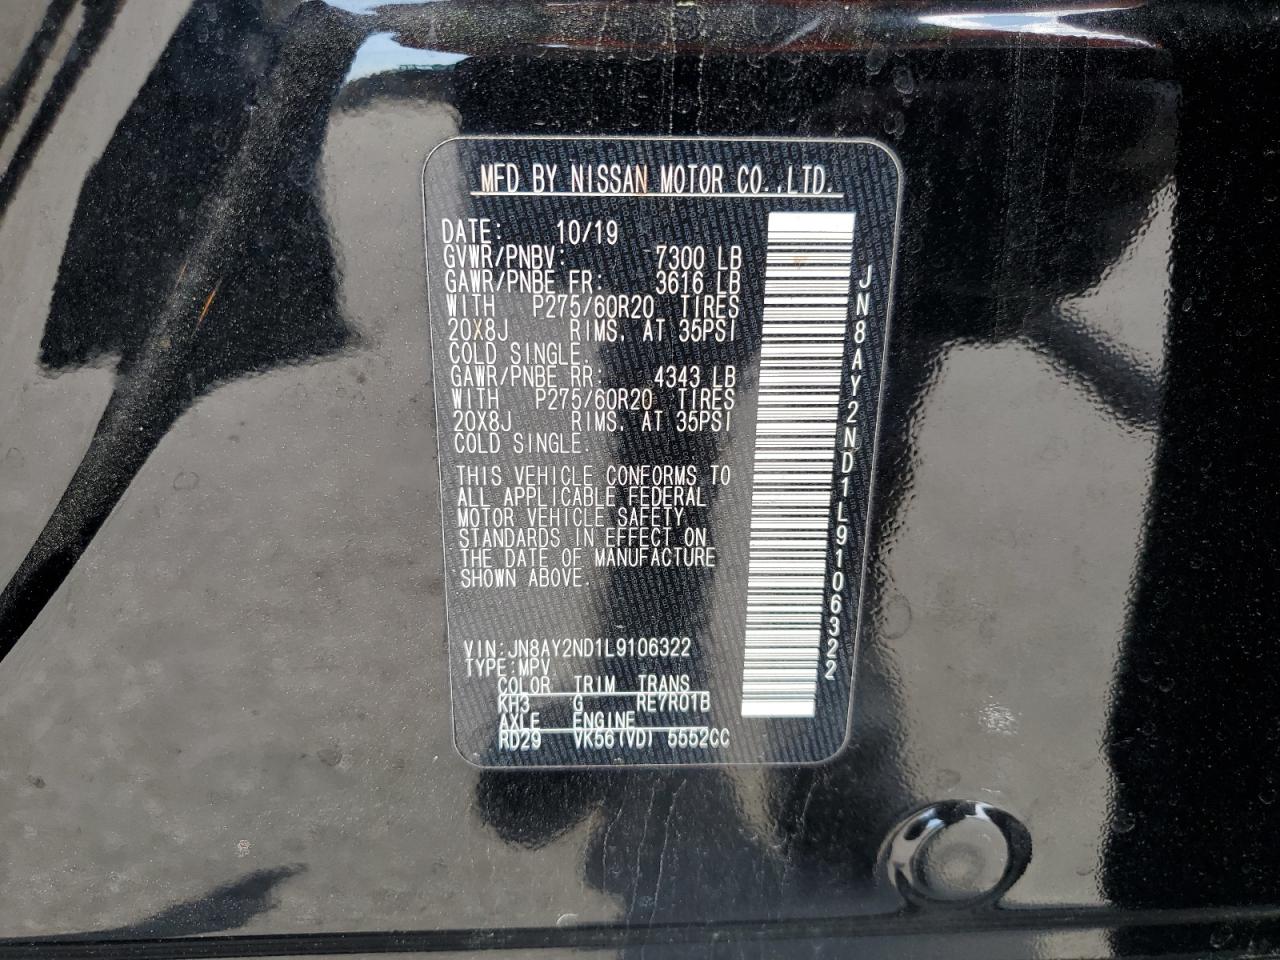 MFD BY NISSAN MOTOR CO.,LTD.
DATE: 10/19
GVWR/PNBV: 7300 LB
GAWR/PNBE FR: 3616 LB
WITH P275/60R20 TIRES
20X8J RIMS, AT 35PSI
COLD SINGLE.
GAWR/PNBE RR: 4343 LB
WITH P275/60R20 TIRES
20X8J RIMS, AT 35PSI
COLD SINGLE.
THIS VEHICLE CONFORMS TO
ALL APPLICABLE FEDERAL
MOTOR VEHICLE SAFETY
STANDARDS IN EFFECT ON
THE DATE OF MANUFACTURE
SHOWN ABOVE.
VIN:JN8AY2ND1L9106322
TYPE:MPV
COLOR TRIM TRANS
KH3 G RE7R01B
AXLE ENGINE
RD29 VK56(VD) 5552CC
JN8AY2ND1L9106322